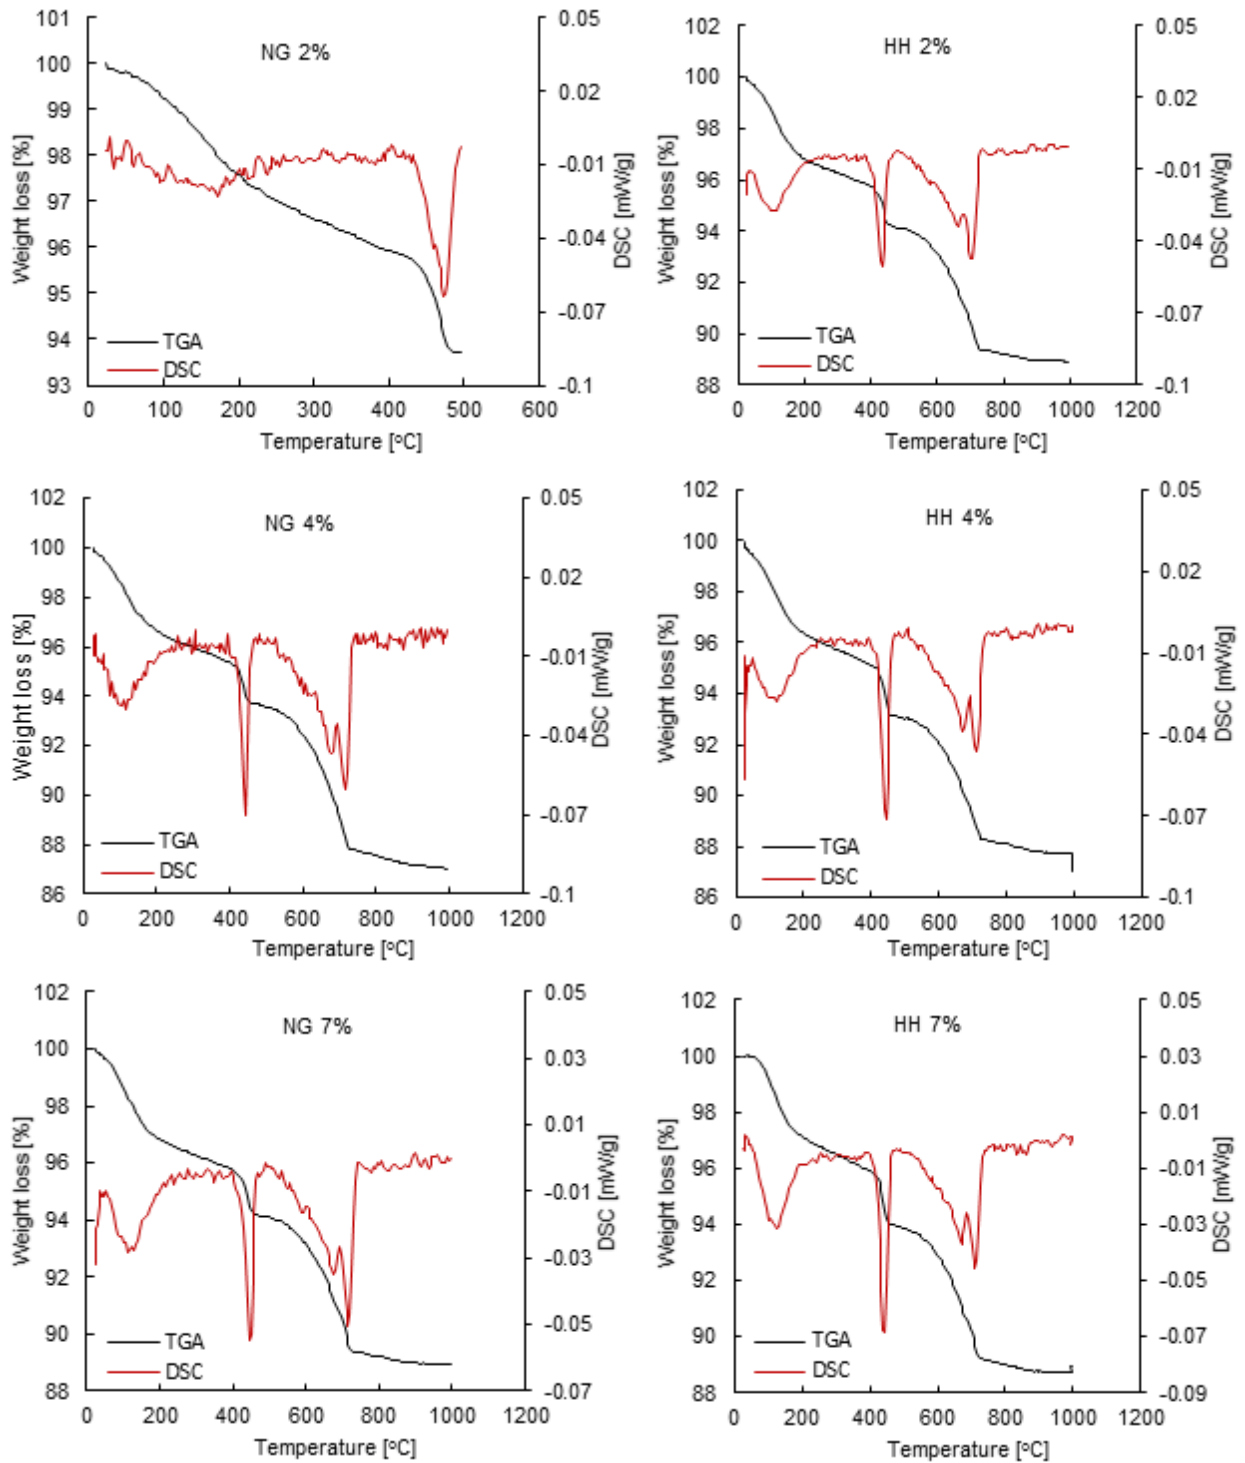 NG 2%
101
100
99
98
97
96
95
94
93
Weight loss [%]
0.05
0.02
-0.01
-0.04
-0.07
-0.1
DSC [mW/g]
TGA
DSC
0 100 200 300 400 500 600
Temperature [°C]
HH 2%
102
100
98
96
94
92
90
88
Weight loss [%]
0.05
0.02
-0.01
-0.04
-0.07
-0.1
DSC [mW/g]
TGA
DSC
0 200 400 600 800 1000 1200
Temperature [°C]
NG 4%
102
100
98
96
94
92
90
88
86
Weight loss [%]
0.05
0.02
-0.01
-0.04
-0.07
-0.1
DSC [mW/g]
TGA
DSC
0 200 400 600 800 1000 1200
Temperature [°C]
HH 4%
102
100
98
96
94
92
90
88
86
Weight loss [%]
0.05
0.02
-0.01
-0.04
-0.07
-0.1
DSC [mW/g]
TGA
DSC
0 200 400 600 800 1000 1200
Temperature [°C]
NG 7%
102
100
98
96
94
92
90
88
Weight loss [%]
0.05
0.03
0.01
-0.01
-0.03
-0.05
-0.07
DSC [mW/g]
TGA
DSC
0 200 400 600 800 1000 1200
Temperature [°C]
HH 7%
102
100
98
96
94
92
90
88
Weight loss [%]
0.05
0.03
0.01
-0.01
-0.03
-0.05
-0.07
-0.09
DSC [mW/g]
TGA
DSC
0 200 400 600 800 1000 1200
Temperature [°C]